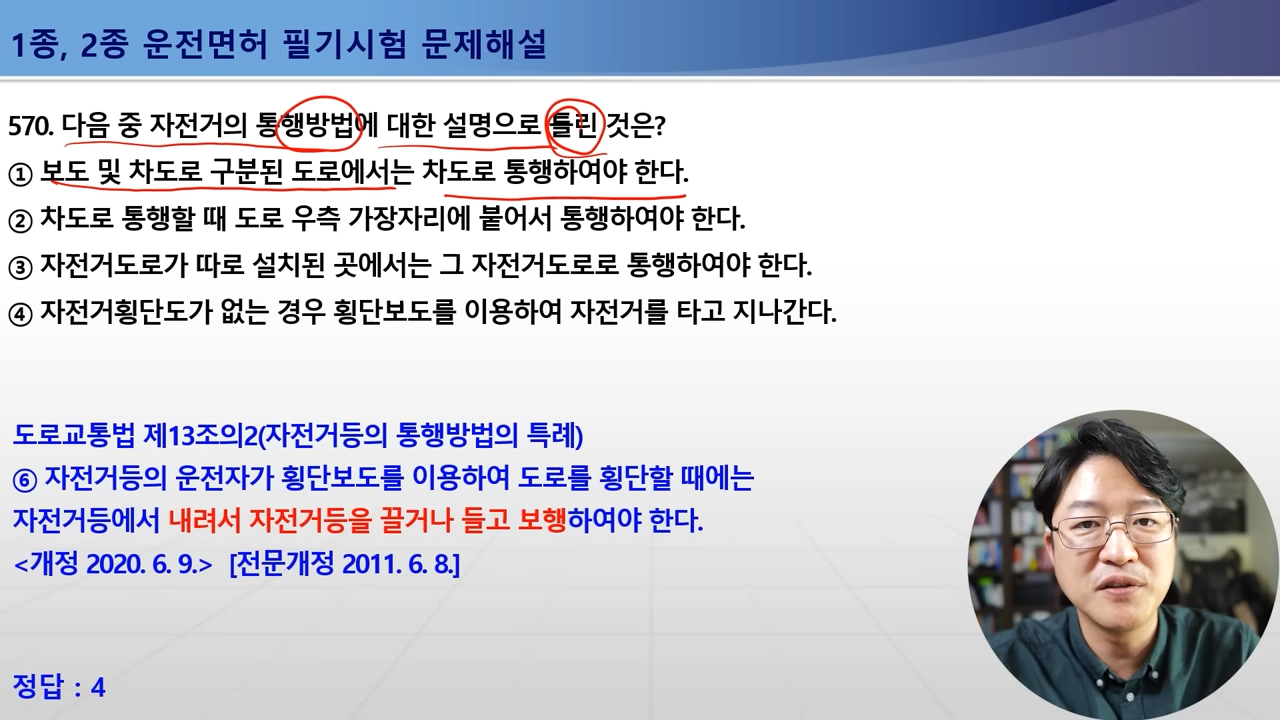 1종, 2종 운전면허 필기시험 문제해설
570. 다음 중 자전거의 통행방법에 대한 설명으로 틀린 것은?
① 보도 및 차도로 구분된 도로에서는 차도로 통행하여야 한다.
② 차도로 통행할 때 도로 우측 가장자리에 붙어서 통행하여야 한다.
③ 자전거도로가 따로 설치된 곳에서는 그 자전거도로로 통행하여야 한다.
④ 자전거횡단도가 없는 경우 횡단보도를 이용하여 자전거를 타고 지나간다.
도로교통법 제13조의2(자전거등의 통행방법의 특례)
⑥ 자전거등의 운전자가 횡단보도를 이용하여 도로를 횡단할 때에는
자전거등에서 내려서 자전거등을 끌거나 들고 보행하여야 한다.
<개정 2020. 6. 9.> [전문개정 2011. 6. 8.]
정답 : 4